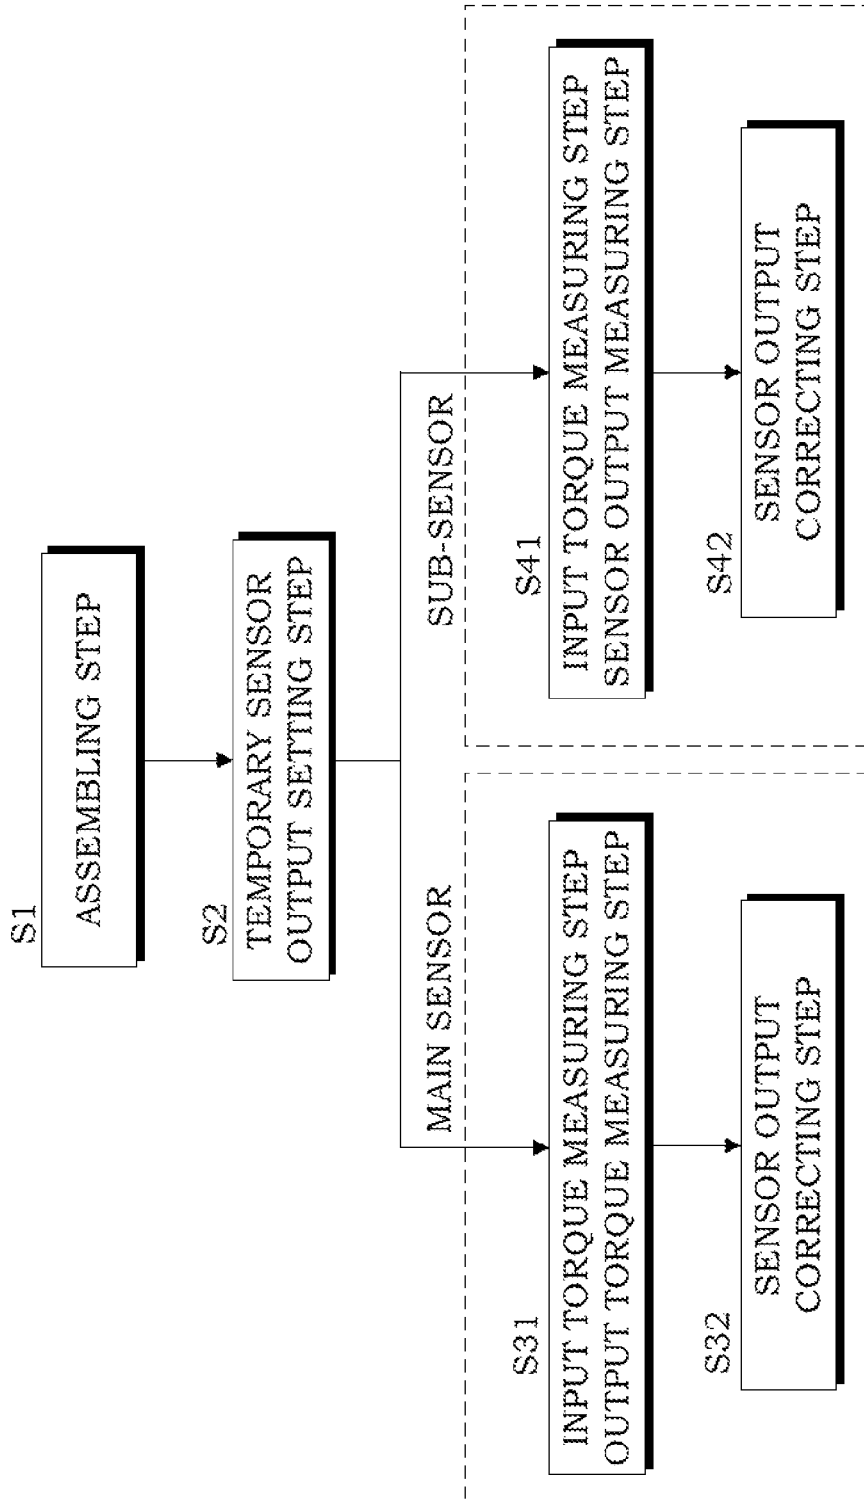 S1
ASSEMBLING STEP
S2
TEMPORARY SENSOR
OUTPUT SETTING STEP
MAIN SENSOR
SUB-SENSOR
S31
INPUT TORQUE MEASURING STEP
OUTPUT TORQUE MEASURING STEP
S32
SENSOR OUTPUT
CORRECTING STEP
S41
INPUT TORQUE MEASURING STEP
SENSOR OUTPUT MEASURING STEP
S42
SENSOR OUTPUT
CORRECTING STEP